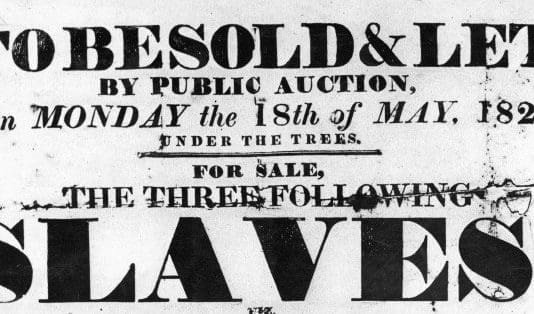 TO BE SOLD & LET
BY PUBLIC AUCTION,
n MONDAY the 18th of MAY, 182
UNDER THE TREES.
FOR SALE,
THE THREE FOLLOWING
SLAVES
VIZ.